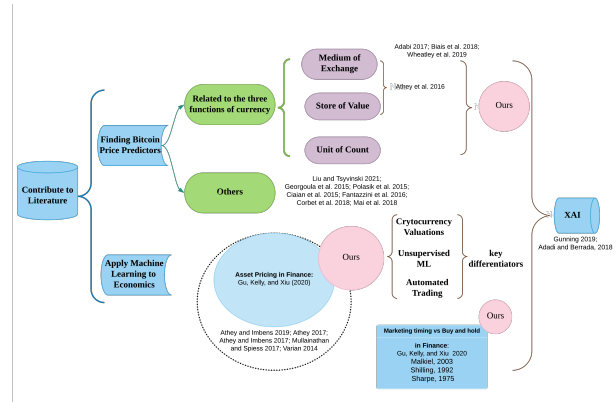 Adabi 2017; Biais et al. 2018;
Wheatley et al. 2019
Medium of
Exchange
Athey et al. 2016
Related to the three
functions of currency
Store of Value
Ours
Unit of Count
Finding Bitcoin
Price Predictors
Others
Liu and Tsyvinski 2021;
Georgoula et al. 2015; Polasik et al. 2015;
Ciaian et al. 2015; Fantazzini et al. 2016;
Corbet et al. 2018; Mai et al. 2018
Contribute to
Literature
XAI
Gunning 2019;
Adadi and Berrada, 2018
Apply Machine
Learning to
Economics
Asset Pricing in Finance:
Gu, Kelly, and Xiu (2020)
Ours
Athey and Imbens 2019; Athey 2017;
Athey and Imbens 2017; Mullainathan
and Spiess 2017; Varian 2014
Crytocurrency
Valuations
Unsupervised
ML
Automated
Trading
key
differentiators
Ours
Marketing timing vs Buy and hold
in Finance:
Gu, Kelly, and Xiu 2020
Malkiel, 2003
Shilling, 1992
Sharpe, 1975